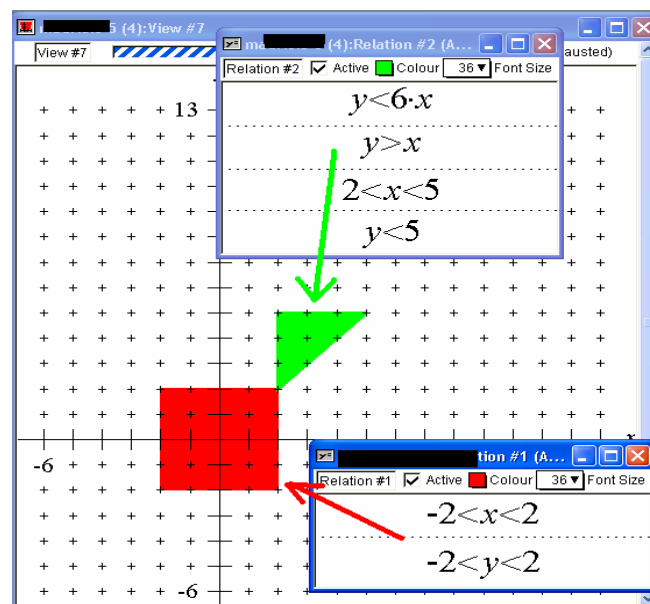 5 (4):View #7
View #7
austed)
(4):Relation #2 (A...
Relation #2 Active Colour 36 Font Size
y<6·x
y>x
2<x<5
y<5
13
x
-6
-6
tion #1 (A...
Relation #1 Active Colour 36 Font Size
-2<x<2
-2<y<2